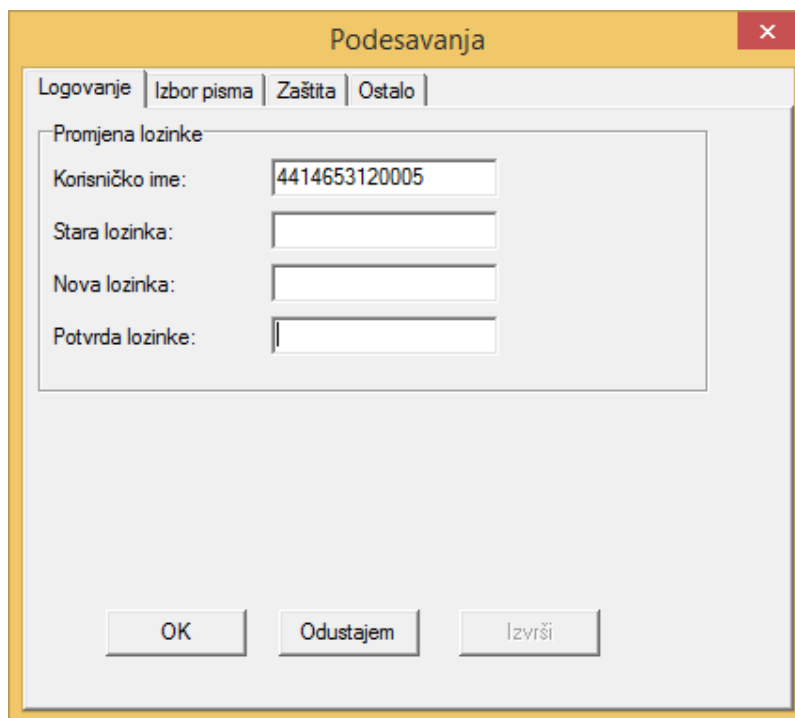 Podesavanja
Logovanje Izbor pisma Zaštita Ostalo
Promjena lozinke
Korisničko ime: 4414653120005
Stara lozinka:
Nova lozinka:
Potvrda lozinke:
OK Odustajem Izvrši